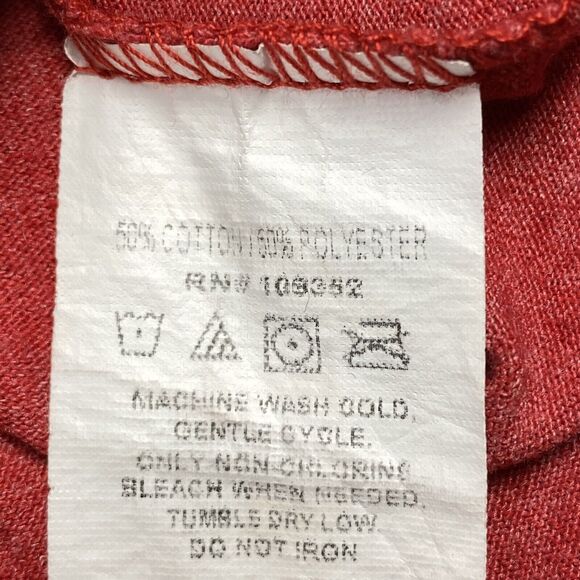 50% COTTON / 50% POLYESTER
RN# 109352
MACHINE WASH COLD,
GENTLE CYCLE.
ONLY NON-CHLORINE
BLEACH WHEN NEEDED.
TUMBLE DRY LOW.
DO NOT IRON